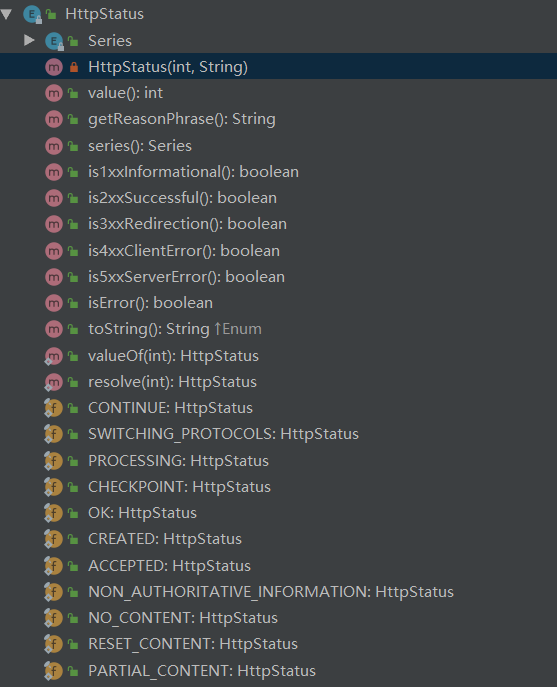 HttpStatus
Series
HttpStatus(int, String)
value(): int
getReasonPhrase(): String
series(): Series
is1xxInformational(): boolean
is2xxSuccessful(): boolean
is3xxRedirection(): boolean
is4xxClientError(): boolean
is5xxServerError(): boolean
isError(): boolean
toString(): String ↑Enum
valueOf(int): HttpStatus
resolve(int): HttpStatus
CONTINUE: HttpStatus
SWITCHING_PROTOCOLS: HttpStatus
PROCESSING: HttpStatus
CHECKPOINT: HttpStatus
OK: HttpStatus
CREATED: HttpStatus
ACCEPTED: HttpStatus
NON_AUTHORITATIVE_INFORMATION: HttpStatus
NO_CONTENT: HttpStatus
RESET_CONTENT: HttpStatus
PARTIAL_CONTENT: HttpStatus